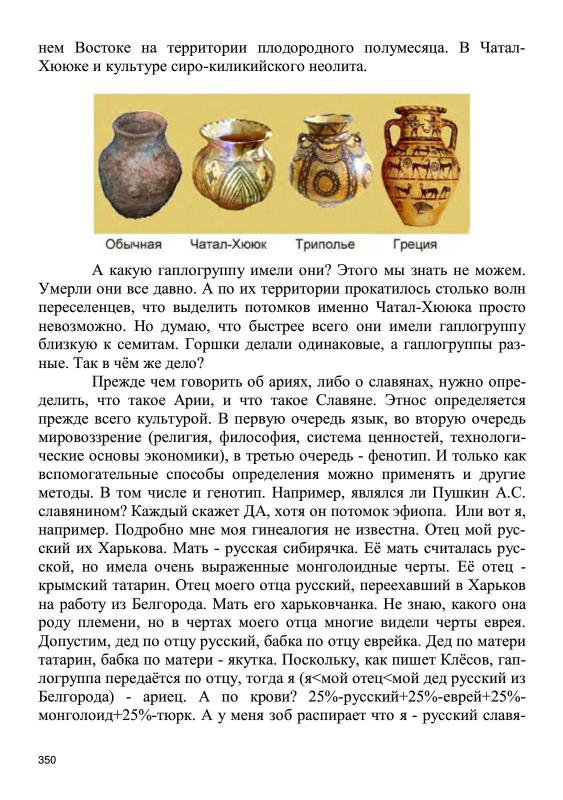 нем Востоке на территории плодородного полумесяца. В Чатал-
Хююке и культуре сиро-киликийского неолита.
Обычная Чатал-Хююк Триполье Греция
А какую гаплогруппу имели они? Этого мы знать не можем.
Умерли они все давно. А по их территории прокатилось столько волн
переселенцев, что выделить потомков именно Чатал-Хююка просто
невозможно. Но думаю, что быстрее всего они имели гаплогруппу
близкую к семитам. Горшки делали одинаковые, а гаплогруппы раз-
ные. Так в чём же дело?
Прежде чем говорить об ариях, либо о славянах, нужно опре-
делить, что такое Арии, и что такое Славяне. Этнос определяется
прежде всего культурой. В первую очередь язык, во вторую очередь
мировоззрение (религия, философия, система ценностей, технологи-
ческие основы экономики), в третью очередь - фенотип. И только как
вспомогательные способы определения можно применять и другие
методы. В том числе и генотип. Например, являлся ли Пушкин А.С.
славянином? Каждый скажет ДА, хотя он потомок эфиопа. Или вот я,
например. Подробно мне моя гинеалогия не известна. Отец мой рус-
ский их Харькова. Мать - русская сибирячка. Её мать считалась рус-
ской, но имела очень выраженные монголоидные черты. Её отец -
крымский татарин. Отец моего отца русский, переехавший в Харьков
на работу из Белгорода. Мать его харьковчанка. Не знаю, какого она
роду племени, но в чертах моего отца многие видели черты еврея.
Допустим, дед по отцу русский, бабка по отцу еврейка. Дед по матери
татарин, бабка по матери - якутка. Поскольку, как пишет Клёсов, гап-
логруппа передаётся по отцу, тогда я (я<мой отец<мой дед русский из
Белгорода) - ариец. А по крови? 25%-русский+25%-еврей+25%-
монголоид+25%-тюрк. А у меня зоб распирает что я - русский славя-
350